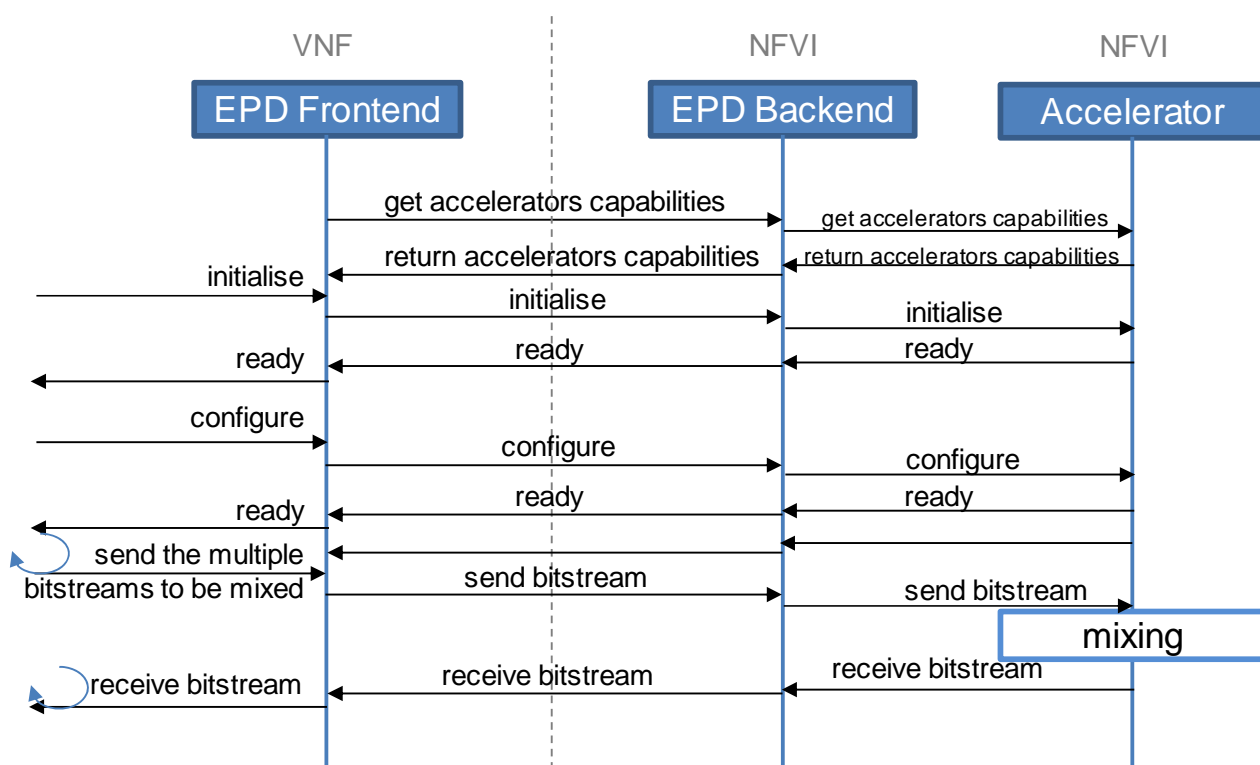 VNF
NFVI
NFVI
EPD Frontend
EPD Backend
Accelerator
get accelerators capabilities
get accelerators capabilities
return accelerators capabilities
return accelerators capabilities
initialise
initialise
initialise
ready
ready
ready
configure
configure
configure
ready
ready
ready
send the multiple
bitstreams to be mixed
send bitstream
send bitstream
mixing
receive bitstream
receive bitstream
receive bitstream